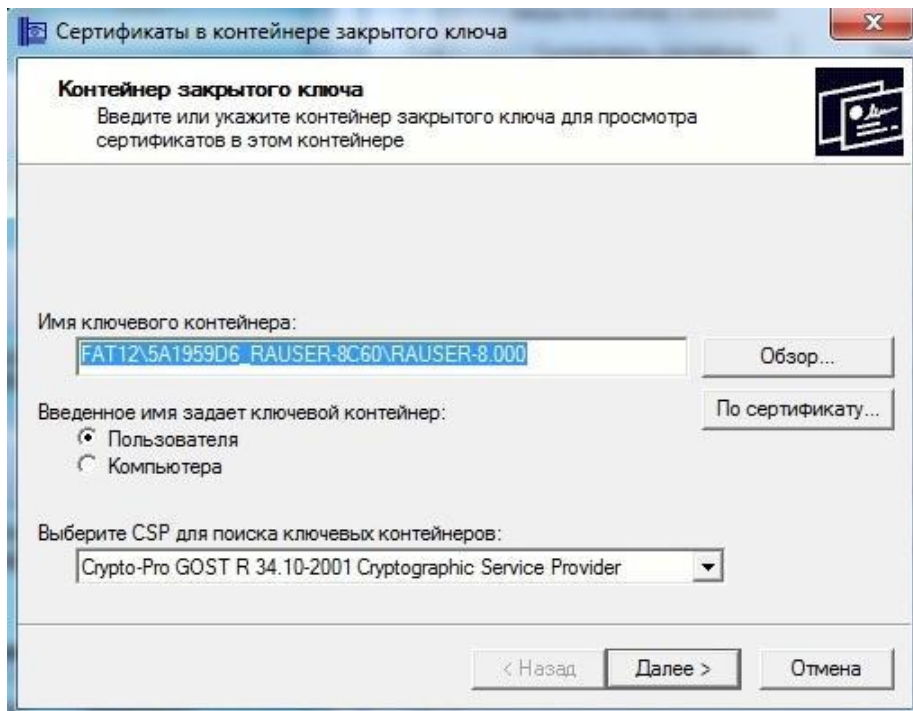 Сертификаты в контейнере закрытого ключа
Контейнер закрытого ключа
Введите или укажите контейнер закрытого ключа для просмотра
сертификатов в этом контейнере
Имя ключевого контейнера:
FAT12\5A1959D6_RAUSER-8C60\RAUSER-8.000
Обзор...
По сертификату...
Введенное имя задает ключевой контейнер:
Пользователя
Компьютера
Выберите CSP для поиска ключевых контейнеров:
Crypto-Pro GOST R 34.10-2001 Cryptographic Service Provider
< Назад
Далее >
Отмена